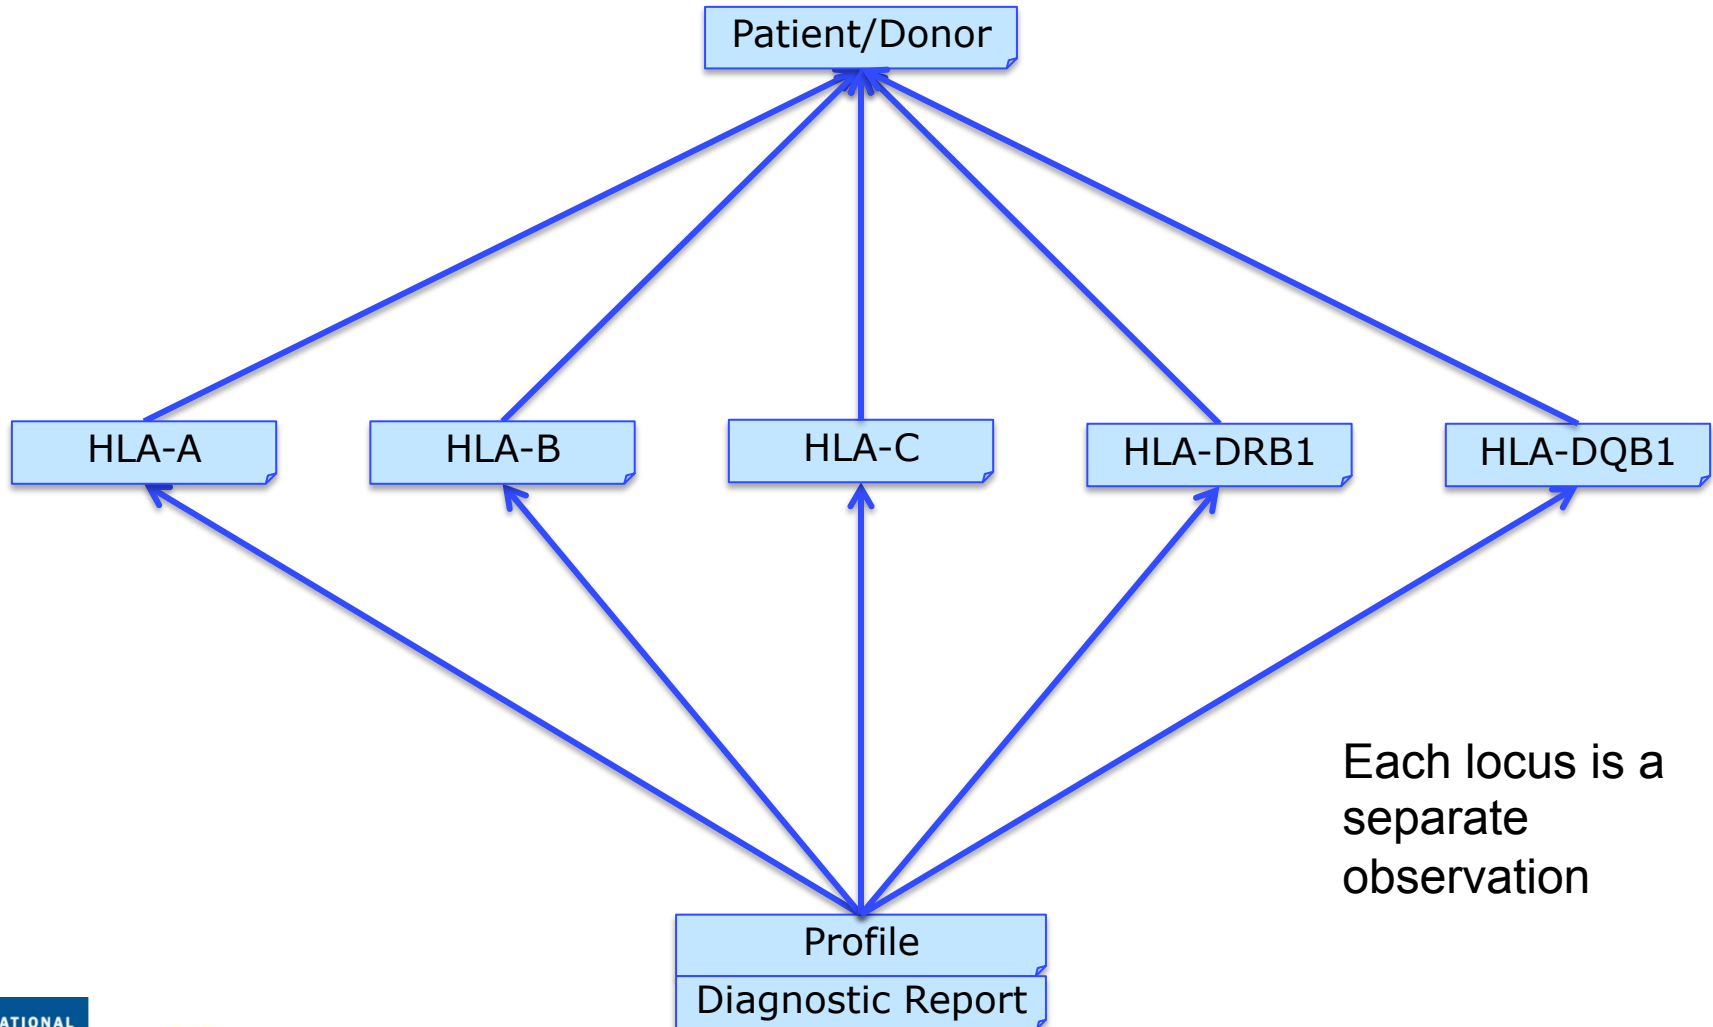 Patient/Donor
HLA-A
HLA-B
HLA-C
HLA-DRB1
HLA-DQB1
Each locus is a
separate
observation
Profile
Diagnostic Report